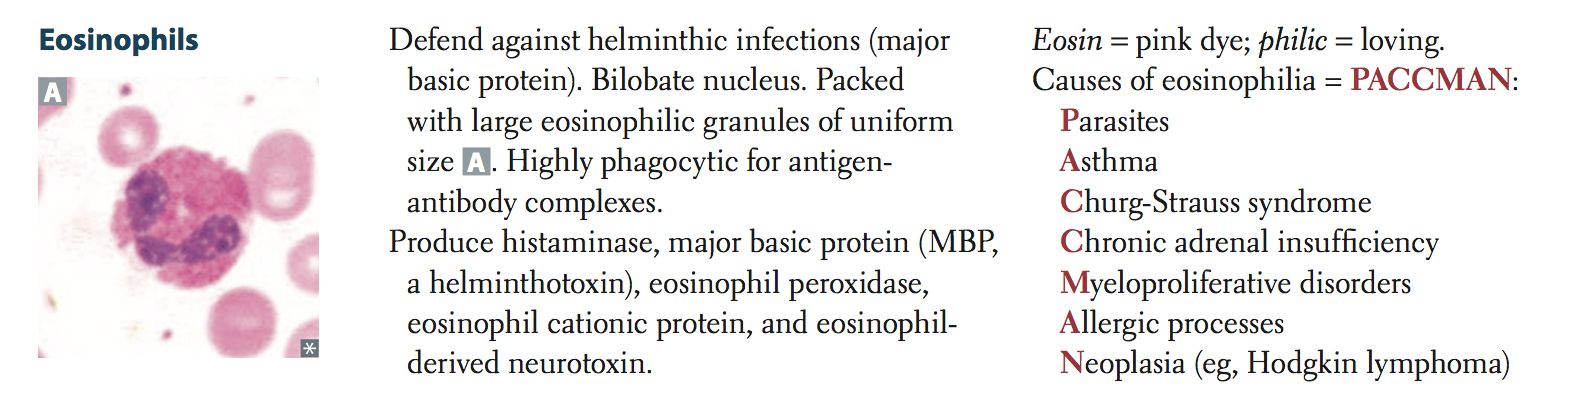 Eosinophils
A
*
Defend against helminthic infections (major
basic protein). Bilobate nucleus. Packed
with large eosinophilic granules of uniform
size A. Highly phagocytic for antigen-
antibody complexes.
Produce histaminase, major basic protein (MBP,
a helminthotoxin), eosinophil peroxidase,
eosinophil cationic protein, and eosinophil-
derived neurotoxin.
Eosin = pink dye; philic = loving.
Causes of eosinophilia = PACCMAN:
Parasites
Asthma
Churg-Strauss syndrome
Chronic adrenal insufficiency
Myeloproliferative disorders
Allergic processes
Neoplasia (eg, Hodgkin lymphoma)